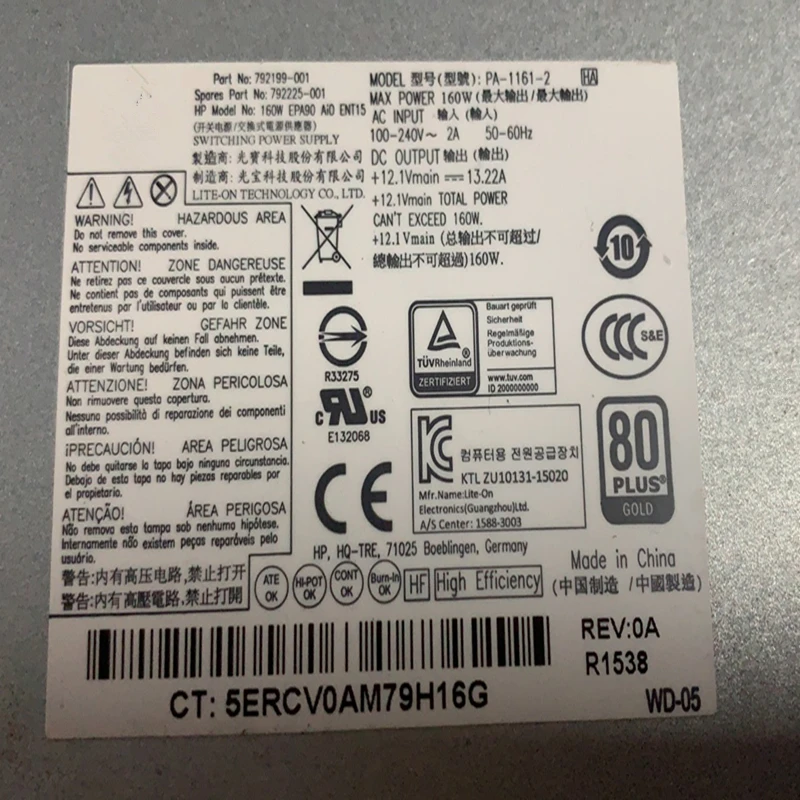 Part No: 792199-001
Spares Part No: 792225-001
HP Model No: 160W EPA90 AiO ENT15
(开关电源/交換式電源供應器)
SWITCHING POWER SUPPLY
製造商: 光寶科技股份有限公司
制造商: 光宝科技股份有限公司
LITE-ON TECHNOLOGY CO., LTD.
MODEL 型号(型號): PA-1161-2
HA
MAX POWER 160W (最大输出/最大輸出)
AC INPUT 输入 (輸入)
100-240V~ 2A 50-60Hz
DC OUTPUT 输出 (輸出)
+12.1Vmain 13.22A
+12.1Vmain TOTAL POWER
CAN'T EXCEED 160W.
+12.1Vmain (总输出不可超过/
總輸出不可超過)160W.
WARNING! HAZARDOUS AREA
Do not remove this cover.
No serviceable components inside.
ATTENTION! ZONE DANGEREUSE
Ne retirez pas ce couvercle sous aucun prétexte.
Ne contient pas de composants qui puissent être
entretenus par l'utilisateur ou par la clientèle.
VORSICHT! GEFAHR ZONE
Diese Abdeckung auf keinen Fall abnehmen.
Unter dieser Abdeckung befinden sich keine Teile,
die einer Wartung bedürfen.
ATTENZIONE! ZONA PERICOLOSA
Non rimuovere questa copertura.
Nessuna possibilità di reparazione dei componenti
all'interno.
¡PRECAUCIÓN! AREA PELIGROSA
No debe quitarse la tapa bajo ninguna circunstancia.
Debajo de esta tapa no hay piezas reparables por
el propietario.
ATENÇÃO! ÁREA PERIGOSA
Não remova esta tampa sob nenhuma hipótese.
Internamente não existem peças reparáveis pelo
usuário.
警告:内有高压电路,禁止打开
警告:內有高壓電路,禁止打開
R33275
c RU ® US
E132068
CE
TÜVRheinland
ZERTIFIZIERT
Bauart geprüft
Sicherheit
Regelmäßige
Produktions-
überwachung
www.tuv.com
ID 2000000000
10
CCC S&E
컴퓨터용 전원공급장치
KTL ZU10131-15020
Mfr.Name:Lite-On
Electronics(Guangzhou)Ltd.
A/S Center: 1588-3003
80
PLUS®
GOLD
HP, HQ-TRE, 71025 Boeblingen, Germany
ATE OK
HI-POT OK
CONT OK
Burn-in OK
HF
High Efficiency
Made in China
(中国制造 /中國製造)
REV:0A
R1538
CT: 5ERCV0AM79H16G
WD-05